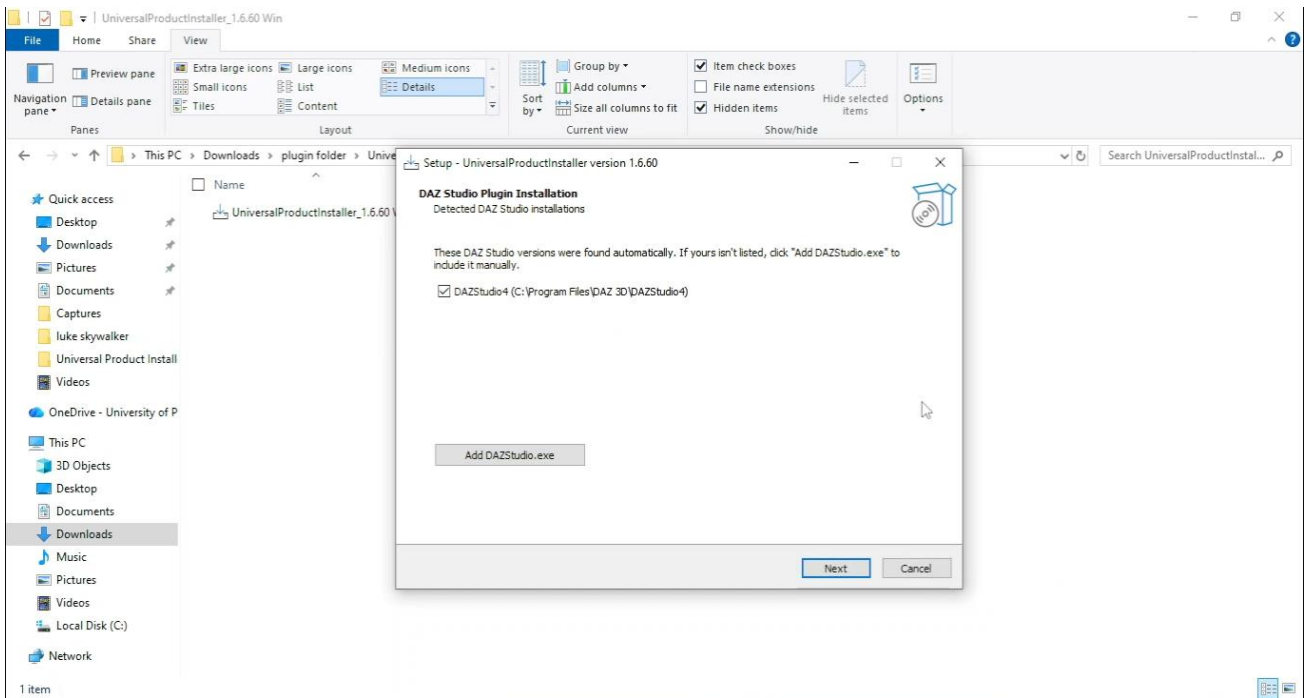 UniversalProductInstaller_1.6.60 Win
File Home Share View
Preview pane
Navigation pane
Details pane
Panes
Extra large icons Large icons Medium icons
Small icons List Details
Tiles Content
Layout
Sort by
Group by
Add columns
Size all columns to fit
Current view
Item check boxes
File name extensions
Hidden items
Hide selected items
Show/hide
Options
This PC > Downloads > plugin folder > Unive
Search UniversalProductInstal...
Quick access
Desktop
Downloads
Pictures
Documents
Captures
luke skywalker
Universal Product Install
Videos
OneDrive - University of P
This PC
3D Objects
Desktop
Documents
Downloads
Music
Pictures
Videos
Local Disk (C:)
Network
1 item
Name
UniversalProductInstaller_1.6.60 W
Setup - UniversalProductInstaller version 1.6.60
DAZ Studio Plugin Installation
Detected DAZ Studio installations
These DAZ Studio versions were found automatically. If yours isn't listed, click "Add DAZStudio.exe" to
include it manually.
DAZStudio4 (C:\Program Files\DAZ 3D\DAZStudio4)
Add DAZStudio.exe
Next Cancel